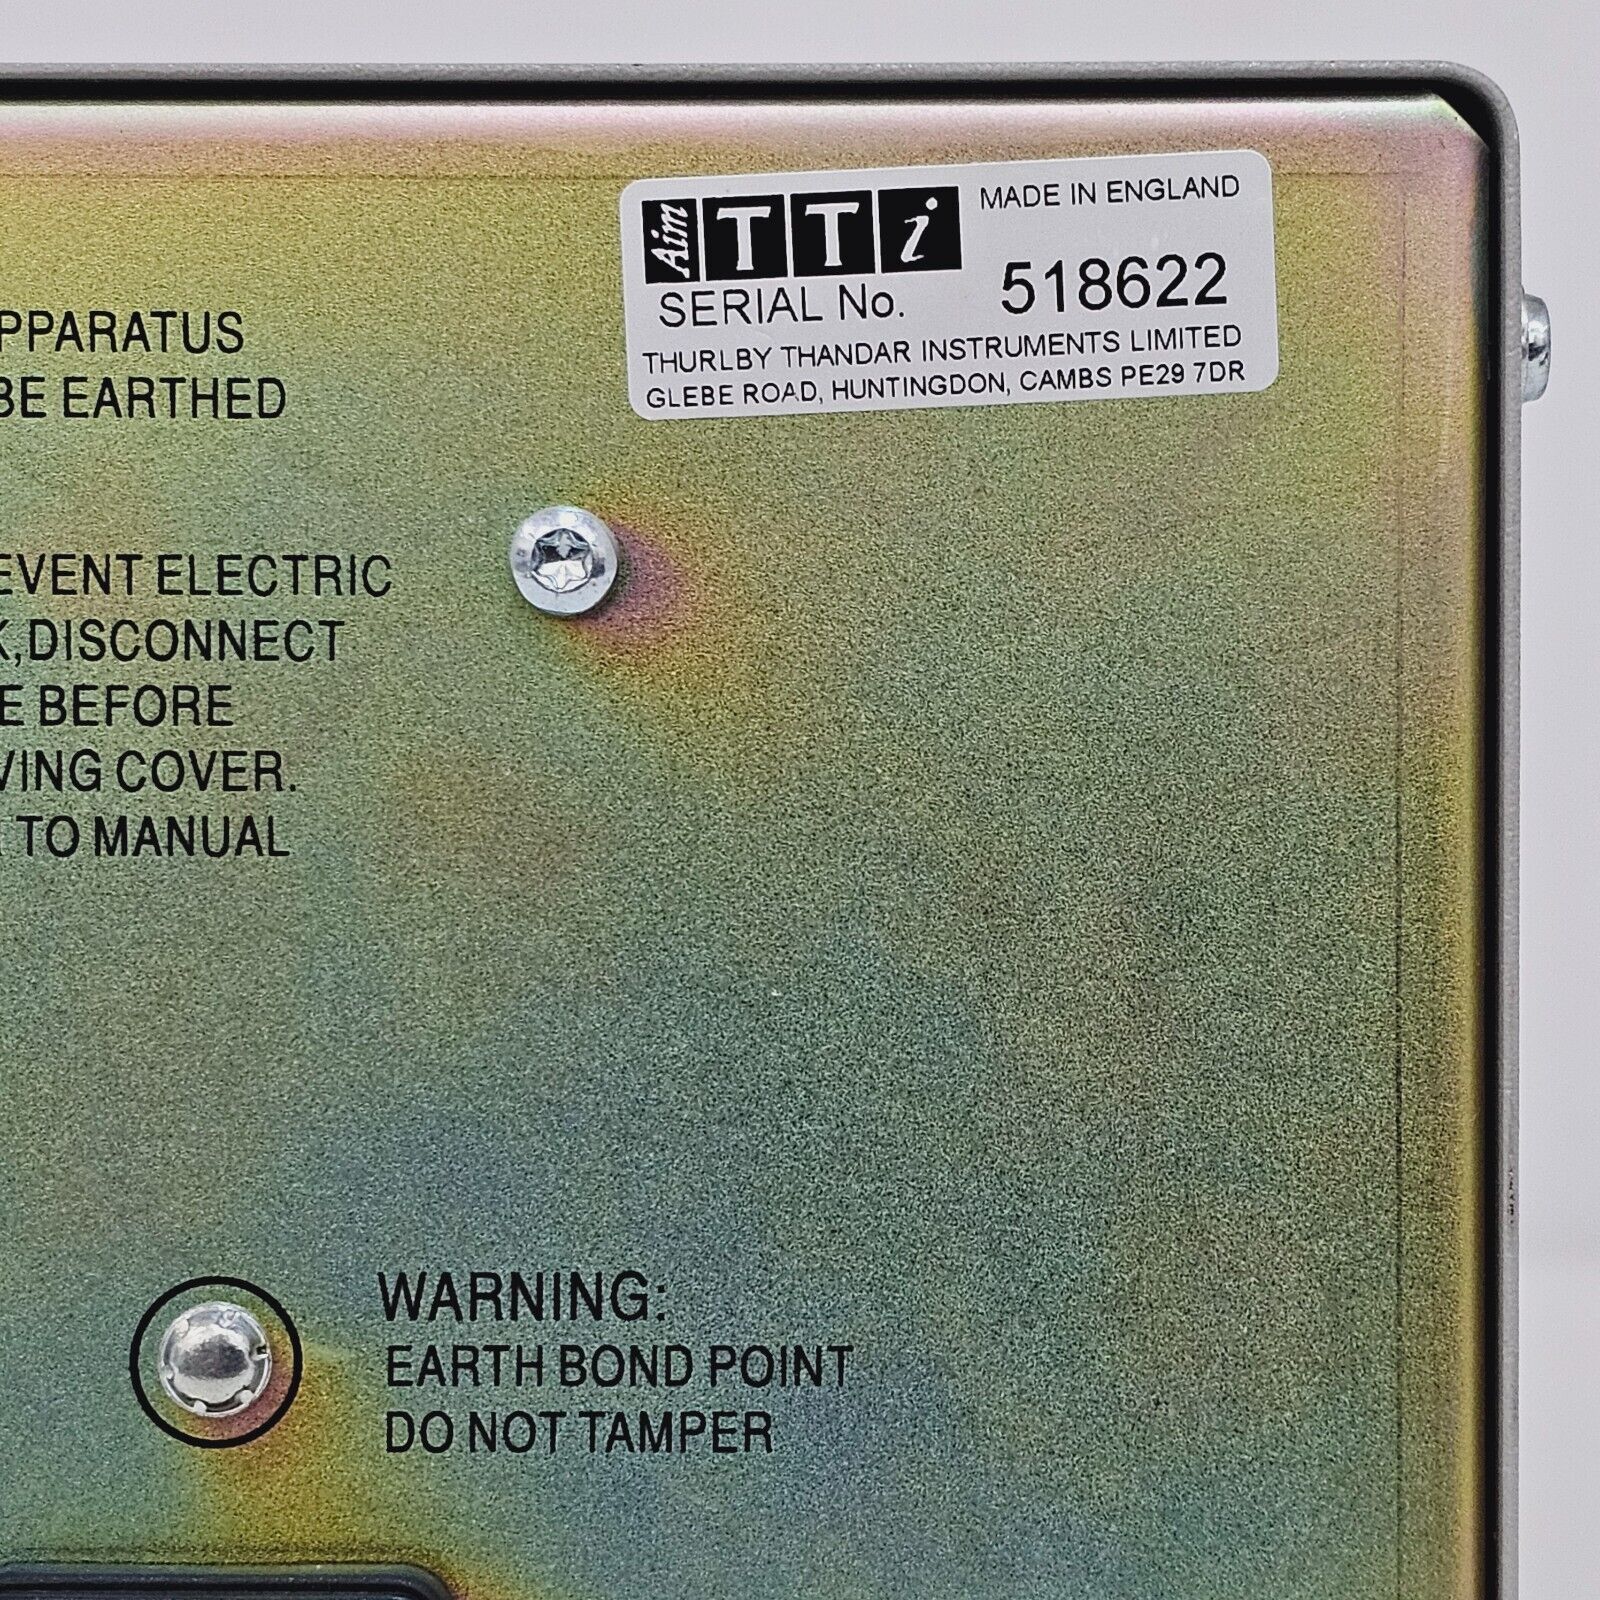 Aim TTi MADE IN ENGLAND
SERIAL No. 518622
THURLBY THANDAR INSTRUMENTS LIMITED
GLEBE ROAD, HUNTINGDON, CAMBS PE29 7DR
PPARATUS
BE EARTHED
EVENT ELECTRIC
K,DISCONNECT
E BEFORE
VING COVER.
TO MANUAL
WARNING:
EARTH BOND POINT
DO NOT TAMPER